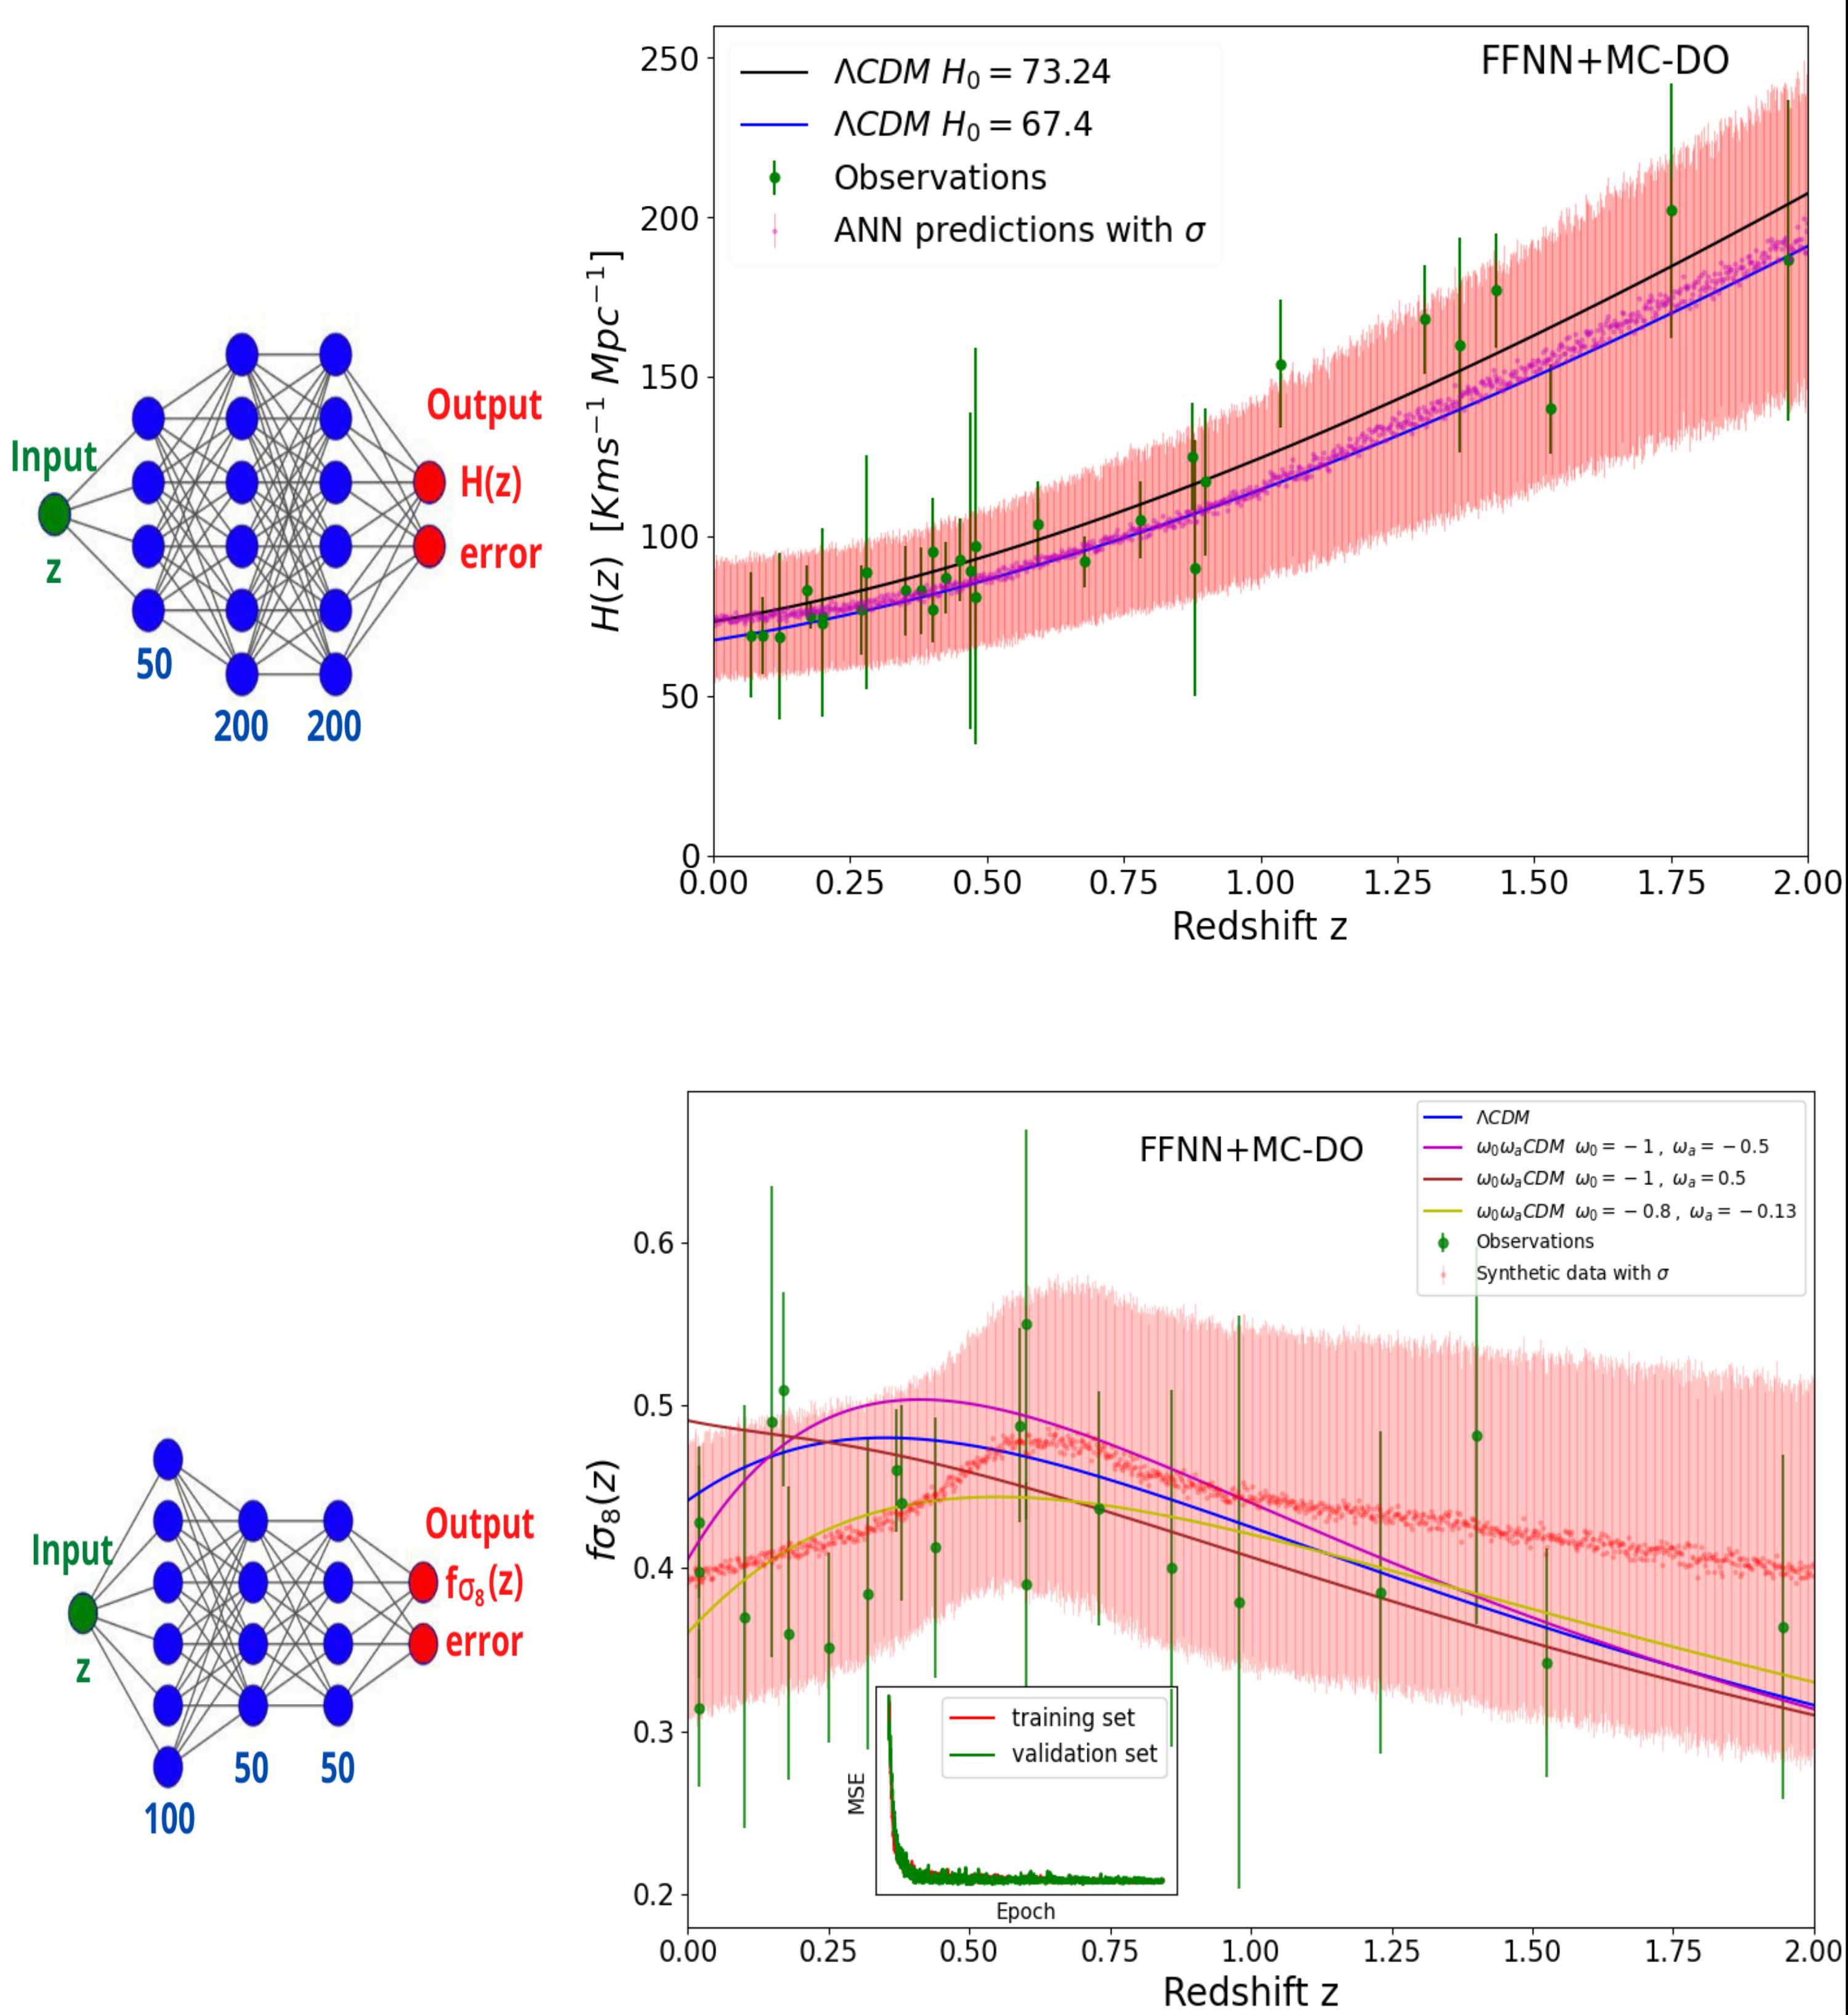 Input
z
50
200
200
Output
H(z)
error
FFNN+MC-DO
ΛCDM H₀ = 73.24
ΛCDM H₀ = 67.4
Observations
ANN predictions with σ
H(z) [Kms⁻¹ Mpc⁻¹]
250
200
150
100
50
0
0.00 0.25 0.50 0.75 1.00 1.25 1.50 1.75 2.00
Redshift z
Input
z
100
50
50
Output
fσ₈(z)
error
FFNN+MC-DO
ΛCDM
ω₀ωₐCDM ω₀ = −1 , ωₐ = −0.5
ω₀ωₐCDM ω₀ = −1 , ωₐ = 0.5
ω₀ωₐCDM ω₀ = −0.8 , ωₐ = −0.13
Observations
Synthetic data with σ
fσ₈(z)
0.6
0.5
0.4
0.3
0.2
training set
validation set
MSE
Epoch
0.00 0.25 0.50 0.75 1.00 1.25 1.50 1.75 2.00
Redshift z